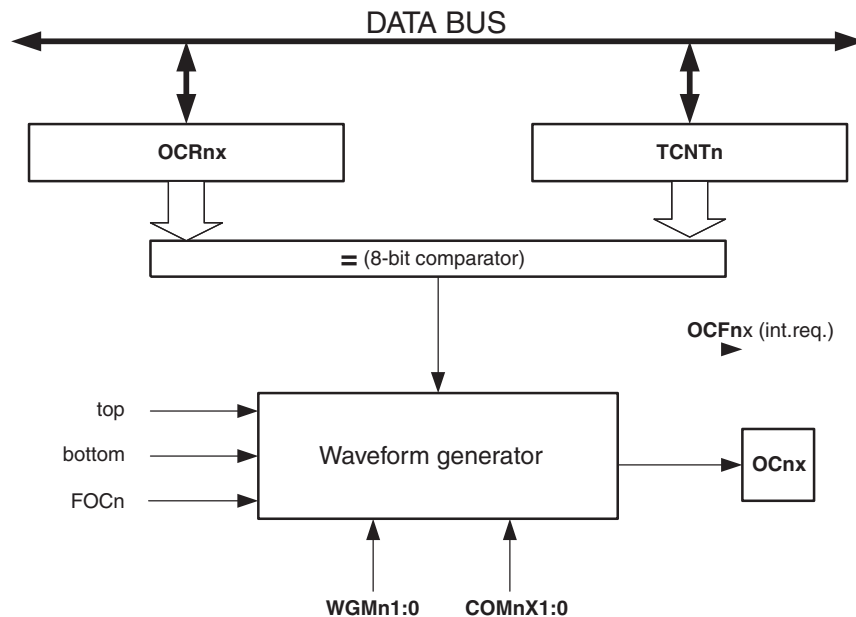 DATA BUS
OCRnx
TCNTn
= (8-bit comparator)
OCFnx (int.req.)
top
bottom
FOCn
Waveform generator
OCnx
WGMn1:0
COMnX1:0